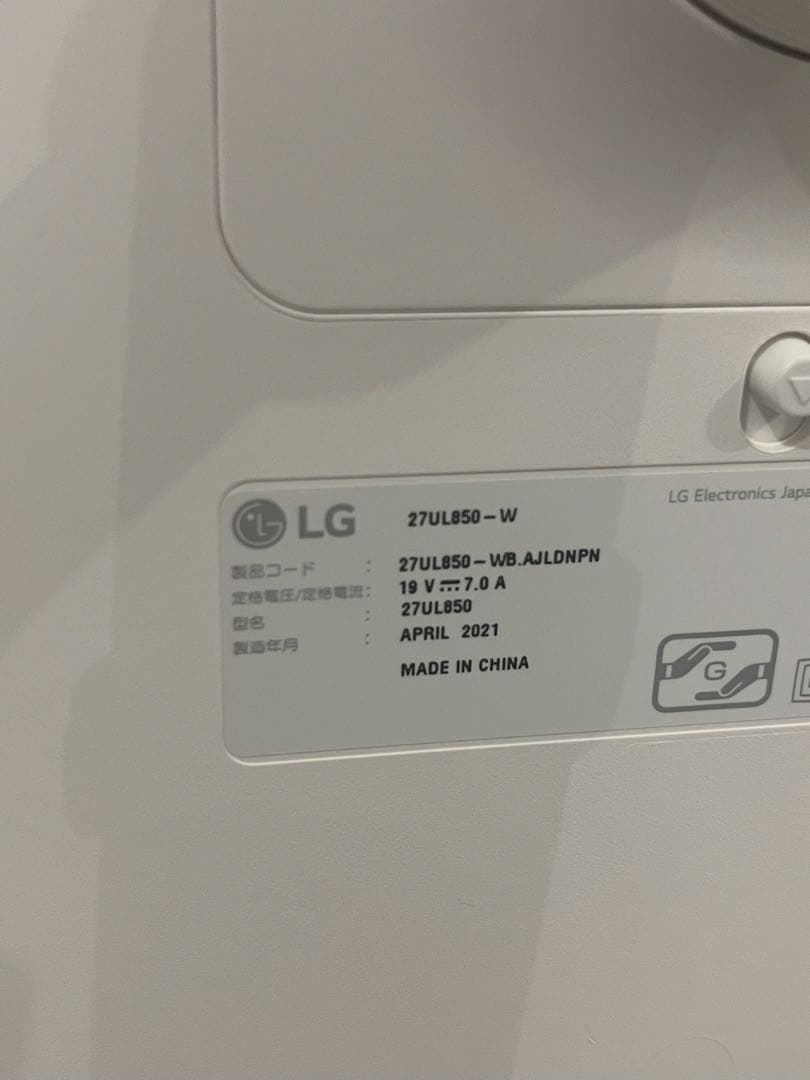 LG 27UL850-W
LG Electronics Japa
製品コード : 27UL850-WB.AJLDNPN
定格電圧/定格電流: 19 V ⎓ 7.0 A
型名 : 27UL850
製造年月 : APRIL 2021
MADE IN CHINA
G